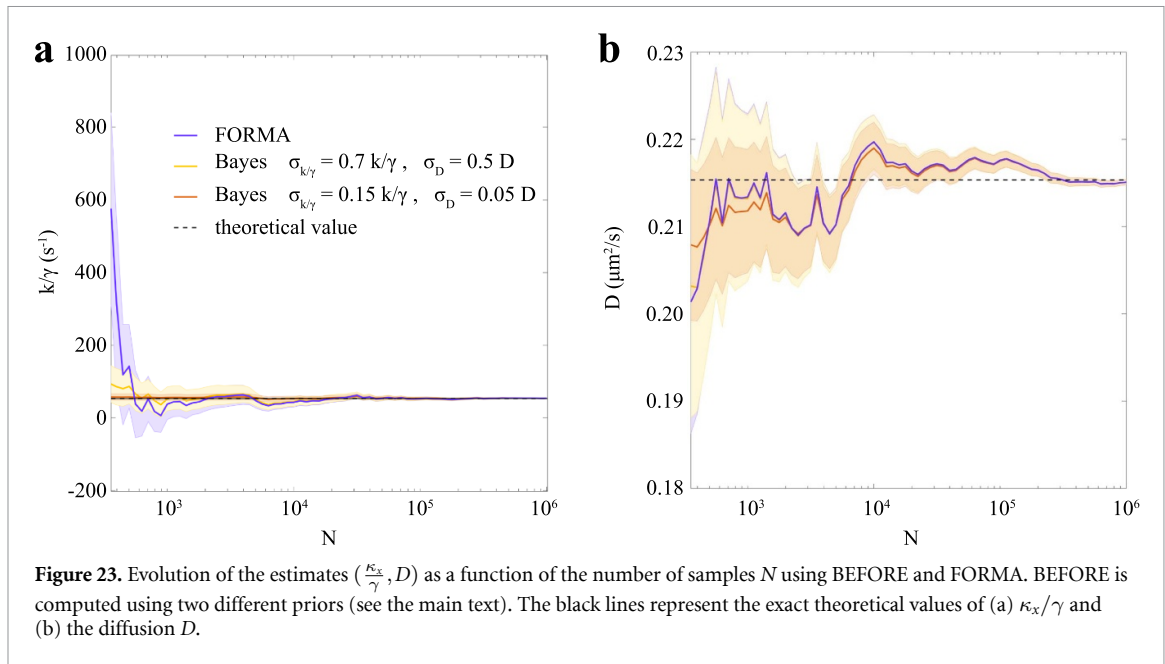 a
1000
800
600
400
200
0
-200
k/γ (s⁻¹)
10³
10⁴
10⁵
10⁶
N
FORMA
Bayes σ_k/γ = 0.7 k/γ , σ_D = 0.5 D
Bayes σ_k/γ = 0.15 k/γ , σ_D = 0.05 D
theoretical value
b
0.23
0.22
0.21
0.20
0.19
0.18
D (μm²/s)
10³
10⁴
10⁵
10⁶
N
Figure 23. Evolution of the estimates (κₓ/γ, D) as a function of the number of samples N using BEFORE and FORMA. BEFORE is
computed using two different priors (see the main text). The black lines represent the exact theoretical values of (a) κₓ/γ and
(b) the diffusion D.